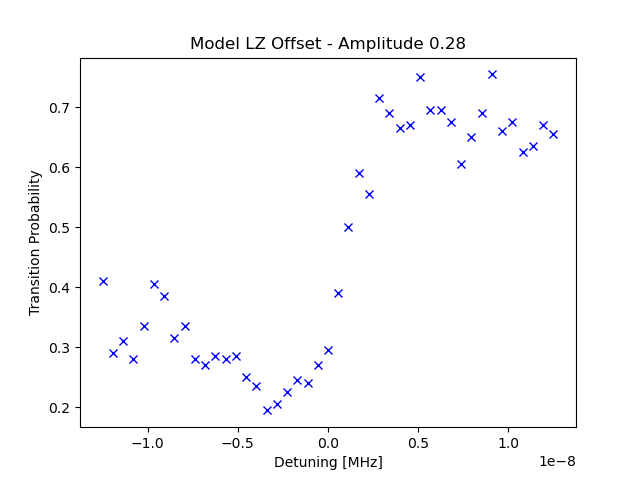 Model LZ Offset - Amplitude 0.28
Transition Probability
0.7
0.6
0.5
0.4
0.3
0.2
−1.0 −0.5 0.0 0.5 1.0
1e−8
Detuning [MHz]